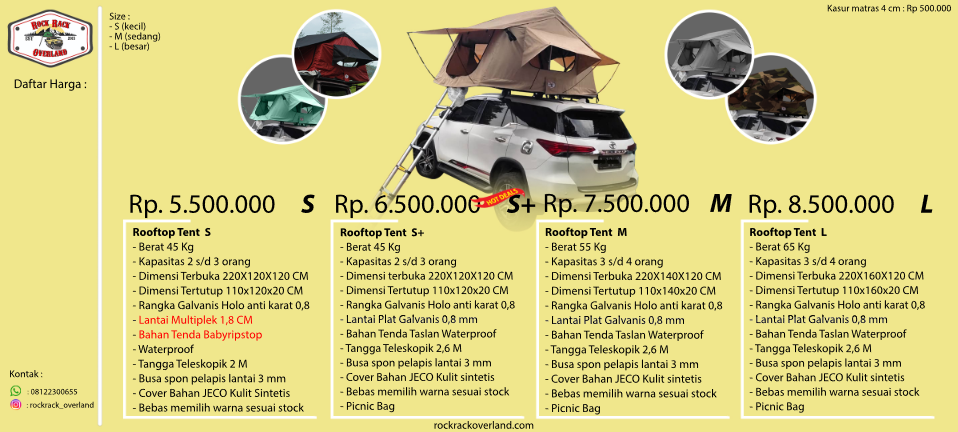 ROCK RACK
EST
2021
OVERLAND
Size :
- S (kecil)
- M (sedang)
- L (besar)
Kasur matras 4 cm : Rp 500.000
Daftar Harga :
Rp. 5.500.000 S
Rooftop Tent S
- Berat 45 Kg
- Kapasitas 2 s/d 3 orang
- Dimensi Terbuka 220X120X120 CM
- Dimensi Tertutup 110x120x20 CM
- Rangka Galvanis Holo anti karat 0,8
- Lantai Multiplek 1,8 CM
- Bahan Tenda Babyripstop
- Waterproof
- Tangga Teleskopik 2 M
- Busa spon pelapis lantai 3 mm
- Cover Bahan JECO Kulit Sintetis
- Bebas memilih warna sesuai stock
Rp. 6.500.000 S+
HOT DEALS
Rooftop Tent S+
- Berat 45 Kg
- Kapasitas 2 s/d 3 orang
- Dimensi terbuka 220X120X120 CM
- Dimensi Tertutup 110x120x20 CM
- Rangka Galvanis Holo anti karat 0,8
- Lantai Plat Galvanis 0,8 mm
- Bahan Tenda Taslan Waterproof
- Tangga Teleskopik 2,6 M
- Busa spon pelapis lantai 3 mm
- Cover Bahan JECO Kulit sintetis
- Bebas memilih warna sesuai stock
- Picnic Bag
Rp. 7.500.000 M
Rooftop Tent M
- Berat 55 Kg
- Kapasitas 3 s/d 4 orang
- Dimensi Terbuka 220X140X120 CM
- Dimensi Tertutup 110x140x20 CM
- Rangka Galvanis Holo anti karat 0,8
- Lantai Plat Galvanis 0,8 mm
- Bahan Tenda Taslan Waterproof
- Tangga Teleskopik 2,6 M
- Busa spon pelapis lantai 3 mm
- Cover Bahan JECO Kulit sintetis
- Bebas memilih warna sesuai stock
- Picnic Bag
Rp. 8.500.000 L
Rooftop Tent L
- Berat 65 Kg
- Kapasitas 3 s/d 4 orang
- Dimensi Terbuka 220X160X120 CM
- Dimensi Tertutup 110x160x20 CM
- Rangka Galvanis Holo anti karat 0,8
- Lantai Plat Galvanis 0,8 mm
- Bahan Tenda Taslan Waterproof
- Tangga Teleskopik 2,6 M
- Busa spon pelapis lantai 3 mm
- Cover Bahan JECO Kulit sintetis
- Bebas memilih warna sesuai stock
- Picnic Bag
Kontak :
: 08122300655
: rockrack_overland
rockrackoverland.com